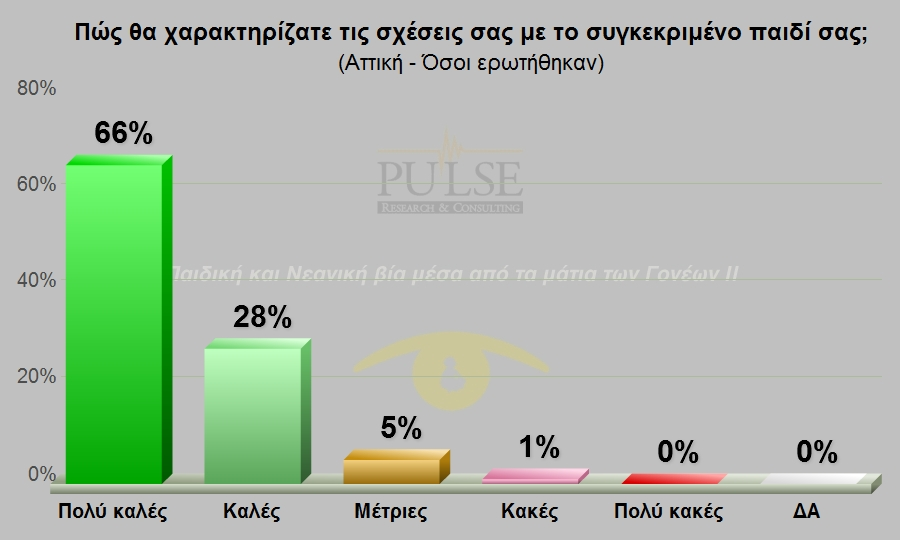 Πώς θα χαρακτηρίζατε τις σχέσεις σας με το συγκεκριμένο παιδί σας;
(Αττική - Όσοι ερωτήθηκαν)
80%
66%
PULSE
RESEARCH & CONSULTING
60%
Παιδική και Νεανική βία μέσα από τα μάτια των Γονέων II
40%
28%
20%
5%
1%
0%
0%
0%
Πολύ καλές
Καλές
Μέτριες
Κακές
Πολύ κακές
ΔΑ